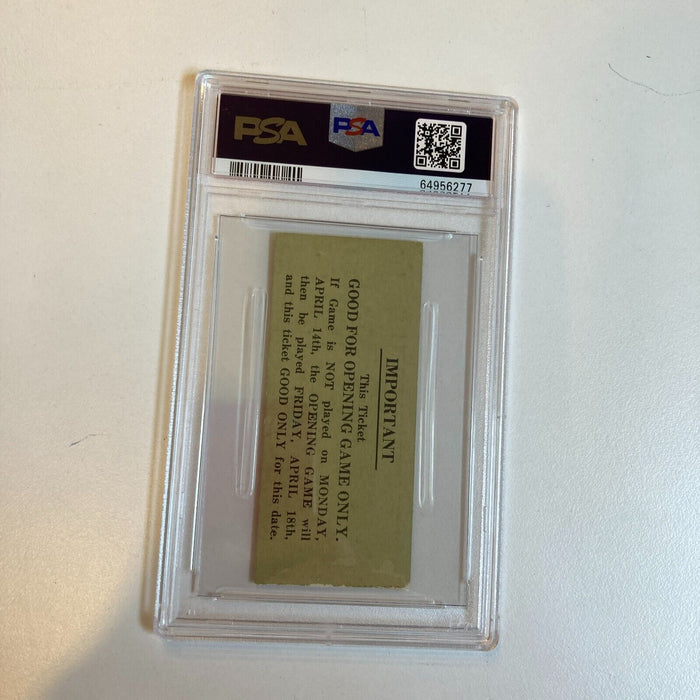 PSA
PSA
64956277
IMPORTANT
This Ticket
GOOD FOR OPENING GAME ONLY.
If Game is NOT played on MONDAY,
APRIL 14th, the OPENING GAME will
then be played FRIDAY, APRIL 18th,
and this ticket GOOD ONLY for this date.